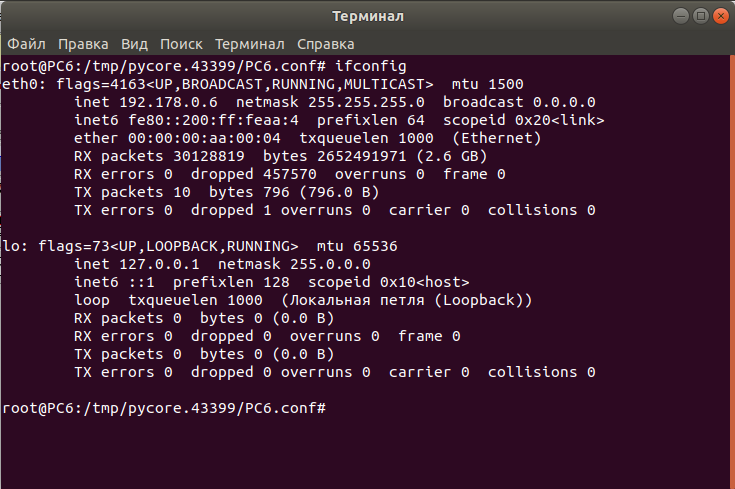 Терминал
Файл Правка Вид Поиск Терминал Справка
root@PC6:/tmp/pycore.43399/PC6.conf# ifconfig
eth0: flags=4163<UP,BROADCAST,RUNNING,MULTICAST>  mtu 1500
        inet 192.178.0.6  netmask 255.255.255.0  broadcast 0.0.0.0
        inet6 fe80::200:ff:feaa:4  prefixlen 64  scopeid 0x20<link>
        ether 00:00:00:aa:00:04  txqueuelen 1000  (Ethernet)
        RX packets 30128819  bytes 2652491971 (2.6 GB)
        RX errors 0  dropped 457570  overruns 0  frame 0
        TX packets 10  bytes 796 (796.0 B)
        TX errors 0  dropped 1 overruns 0  carrier 0  collisions 0
lo: flags=73<UP,LOOPBACK,RUNNING>  mtu 65536
        inet 127.0.0.1  netmask 255.0.0.0
        inet6 ::1  prefixlen 128  scopeid 0x10<host>
        loop  txqueuelen 1000  (Локальная петля (Loopback))
        RX packets 0  bytes 0 (0.0 B)
        RX errors 0  dropped 0  overruns 0  frame 0
        TX packets 0  bytes 0 (0.0 B)
        TX errors 0  dropped 0 overruns 0  carrier 0  collisions 0
root@PC6:/tmp/pycore.43399/PC6.conf#